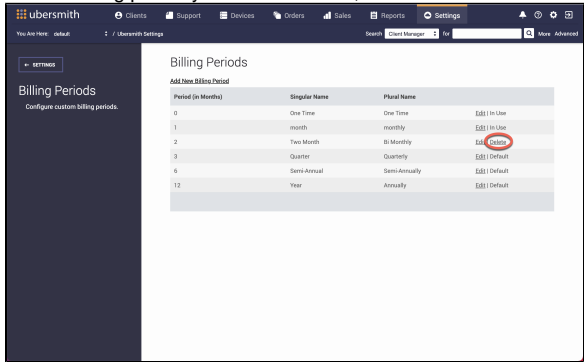 ubersmith Clients Support Devices Orders Sales Reports Settings
You Are Here: default / Ubersmith Settings Search Client Manager for More Advanced
← SETTINGS
Billing Periods
Configure custom billing periods.
Billing Periods
Add New Billing Period
Period (in Months) Singular Name Plural Name
0 One Time One Time Edit | In Use
1 month monthly Edit | In Use
2 Two Month Bi Monthly Edit | Delete
3 Quarter Quarterly Edit | Default
6 Semi-Annual Semi-Annually Edit | Default
12 Year Annually Edit | Default